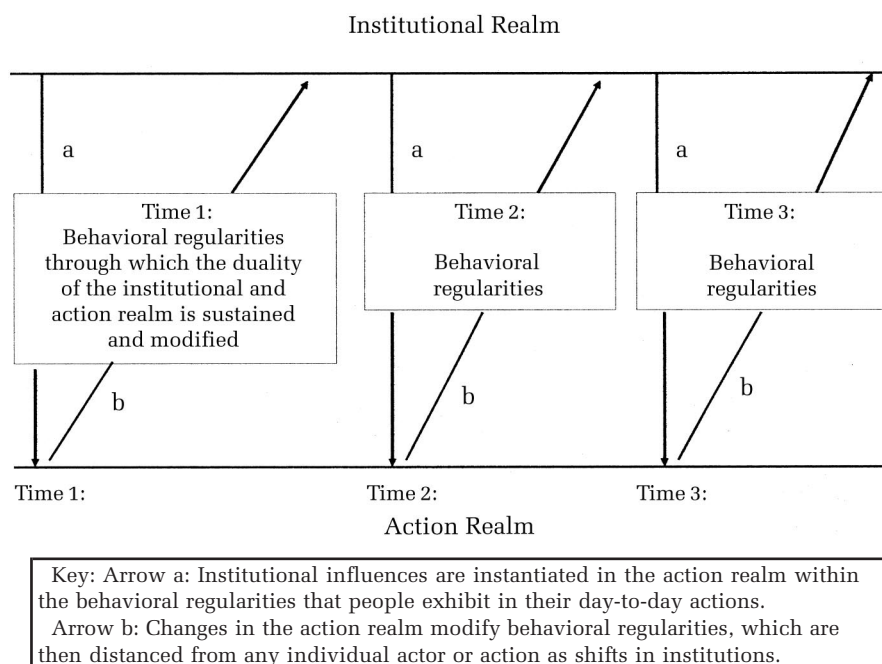 Institutional Realm
a
a
a
Time 1:
Behavioral regularities
through which the duality
of the institutional and
action realm is sustained
and modified
Time 2:
Behavioral
regularities
Time 3:
Behavioral
regularities
b
b
b
Time 1:
Time 2:
Time 3:
Action Realm
Key: Arrow a: Institutional influences are instantiated in the action realm within
the behavioral regularities that people exhibit in their day-to-day actions.
Arrow b: Changes in the action realm modify behavioral regularities, which are
then distanced from any individual actor or action as shifts in institutions.